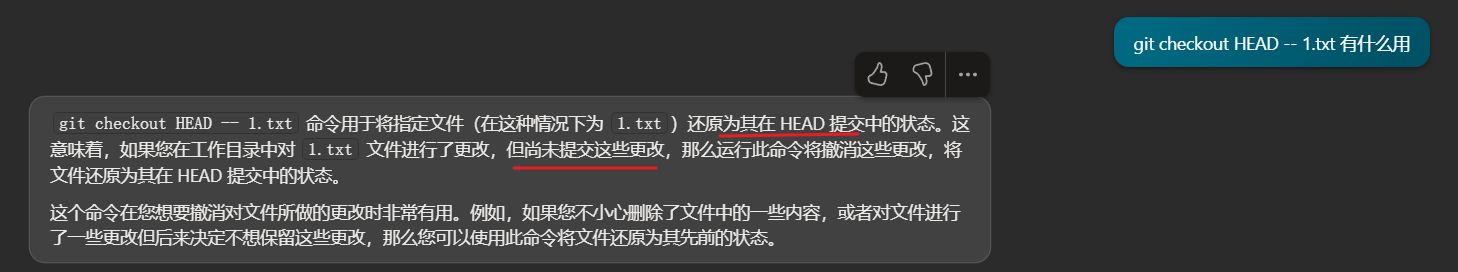 git checkout HEAD -- 1.txt 有什么用
git checkout HEAD -- 1.txt 命令用于将指定文件（在这种情况下为 1.txt ）还原为其在 HEAD 提交中的状态。这
意味着，如果您在工作目录中对 1.txt 文件进行了更改，但尚未提交这些更改，那么运行此命令将撤消这些更改，将
文件还原为其在 HEAD 提交中的状态。
这个命令在您想要撤消对文件所做的更改时非常有用。例如，如果您不小心删除了文件中的一些内容，或者对文件进行
了一些更改但后来决定不想保留这些更改，那么您可以使用此命令将文件还原为其先前的状态。